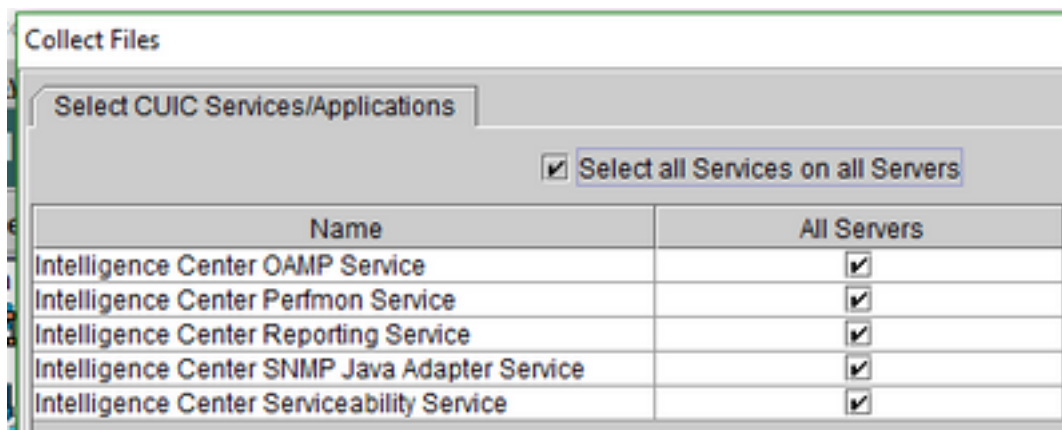 Collect Files
Select CUIC Services/Applications
Select all Services on all Servers
Name All Servers
Intelligence Center OAMP Service
Intelligence Center Perfmon Service
Intelligence Center Reporting Service
Intelligence Center SNMP Java Adapter Service
Intelligence Center Serviceability Service